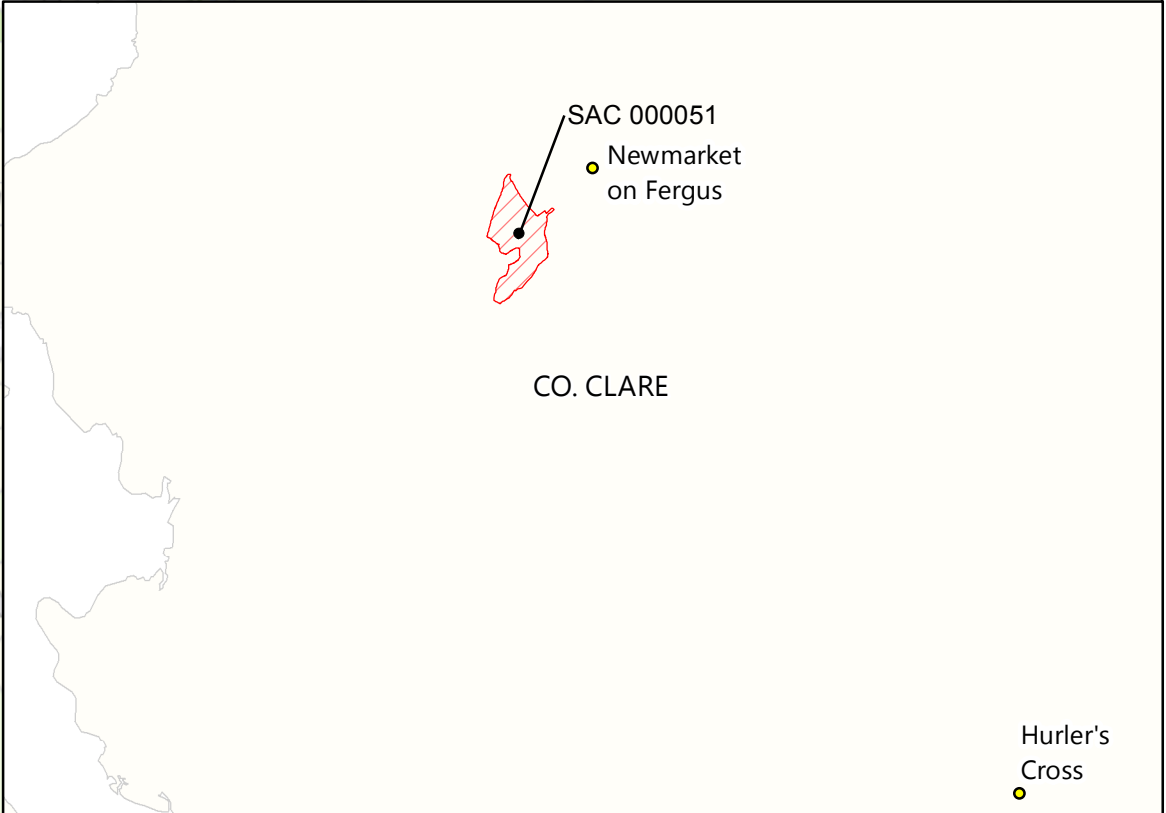 SAC 000051
Newmarket
on Fergus
CO. CLARE
Hurler's
Cross